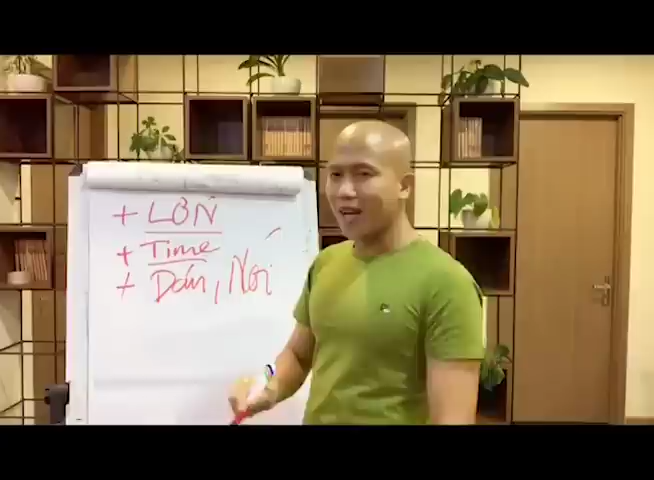 + LỚN
+ Time
+ Dám, Nói